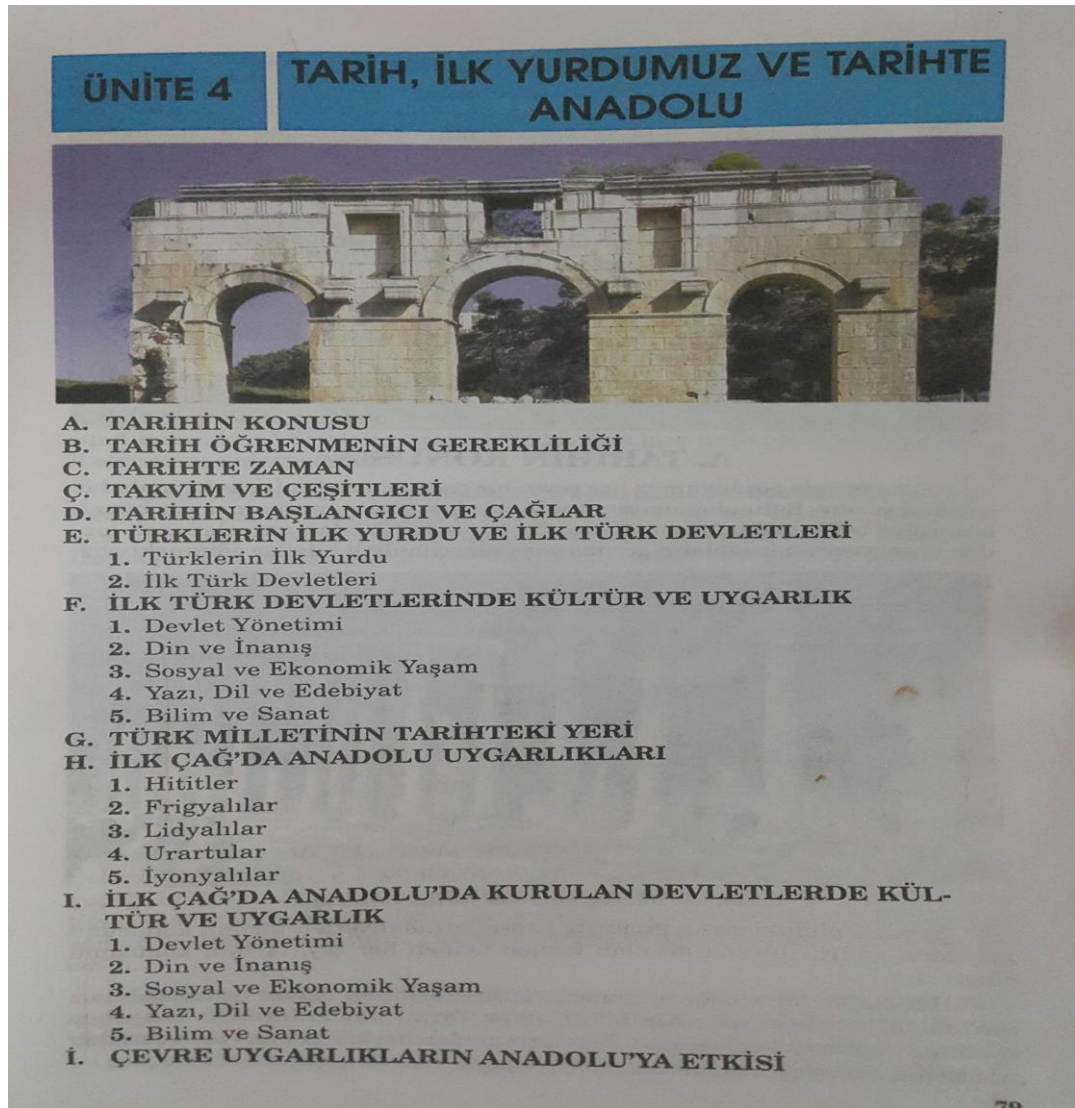 ÜNİTE 4
TARİH, İLK YURDUMUZ VE TARİHTE
ANADOLU
A. TARİHİN KONUSU
B. TARİH ÖĞRENMENİN GEREKLİLİĞİ
C. TARİHTE ZAMAN
Ç. TAKVİM VE ÇEŞİTLERİ
D. TARİHİN BAŞLANGICI VE ÇAĞLAR
E. TÜRKLERİN İLK YURDU VE İLK TÜRK DEVLETLERİ
1. Türklerin İlk Yurdu
2. İlk Türk Devletleri
F. İLK TÜRK DEVLETLERİNDE KÜLTÜR VE UYGARLIK
1. Devlet Yönetimi
2. Din ve İnanış
3. Sosyal ve Ekonomik Yaşam
4. Yazı, Dil ve Edebiyat
5. Bilim ve Sanat
G. TÜRK MİLLETİNİN TARİHTEKİ YERİ
H. İLK ÇAĞ'DA ANADOLU UYGARLIKLARI
1. Hititler
2. Frigyalılar
3. Lidyalılar
4. Urartular
5. İyonyalılar
I. İLK ÇAĞ'DA ANADOLU'DA KURULAN DEVLETLERDE KÜL-
TÜR VE UYGARLIK
1. Devlet Yönetimi
2. Din ve İnanış
3. Sosyal ve Ekonomik Yaşam
4. Yazı, Dil ve Edebiyat
5. Bilim ve Sanat
İ. ÇEVRE UYGARLIKLARIN ANADOLU'YA ETKİSİ
79